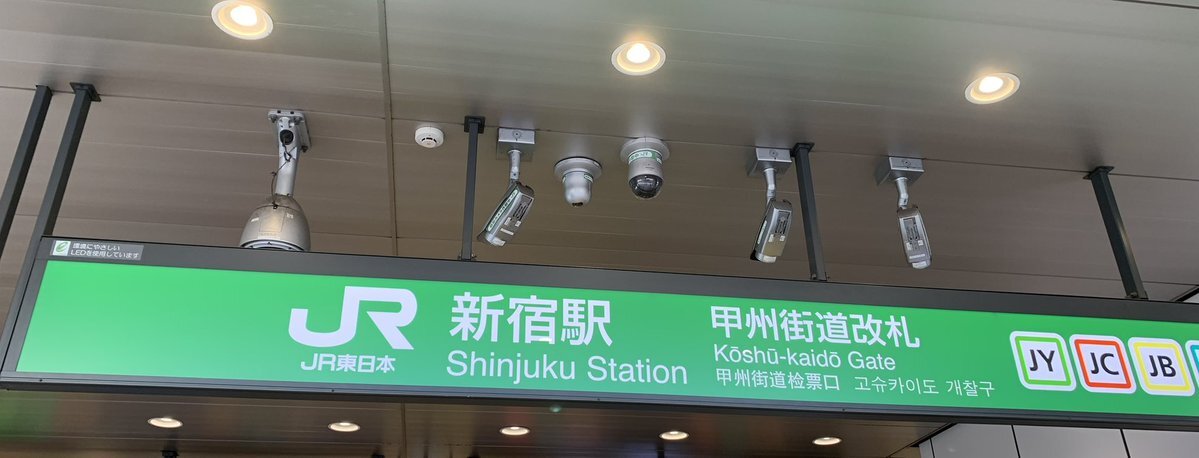 環境にやさしい
LEDを使用しています
JR
JR東日本
新宿駅
Shinjuku Station
甲州街道改札
Kōshū-kaidō Gate
甲州街道检票口 고슈카이도 개찰구
JY JC JB